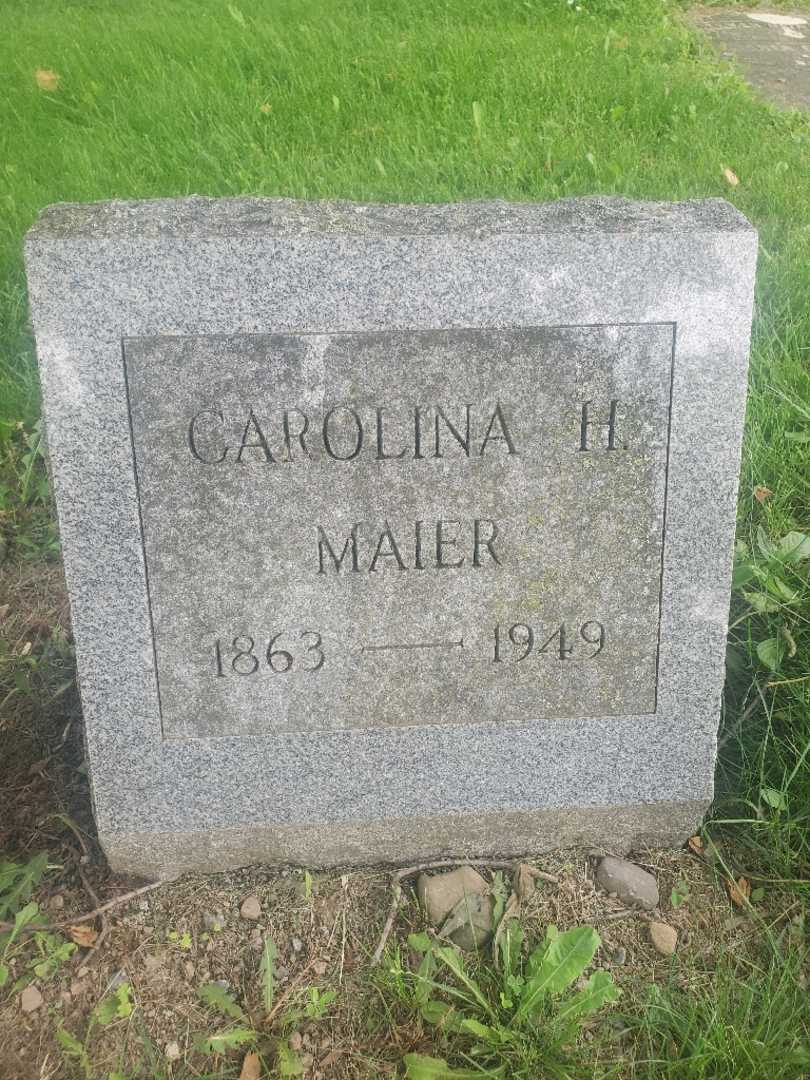 CAROLINA H.
MAIER
1863 — 1949